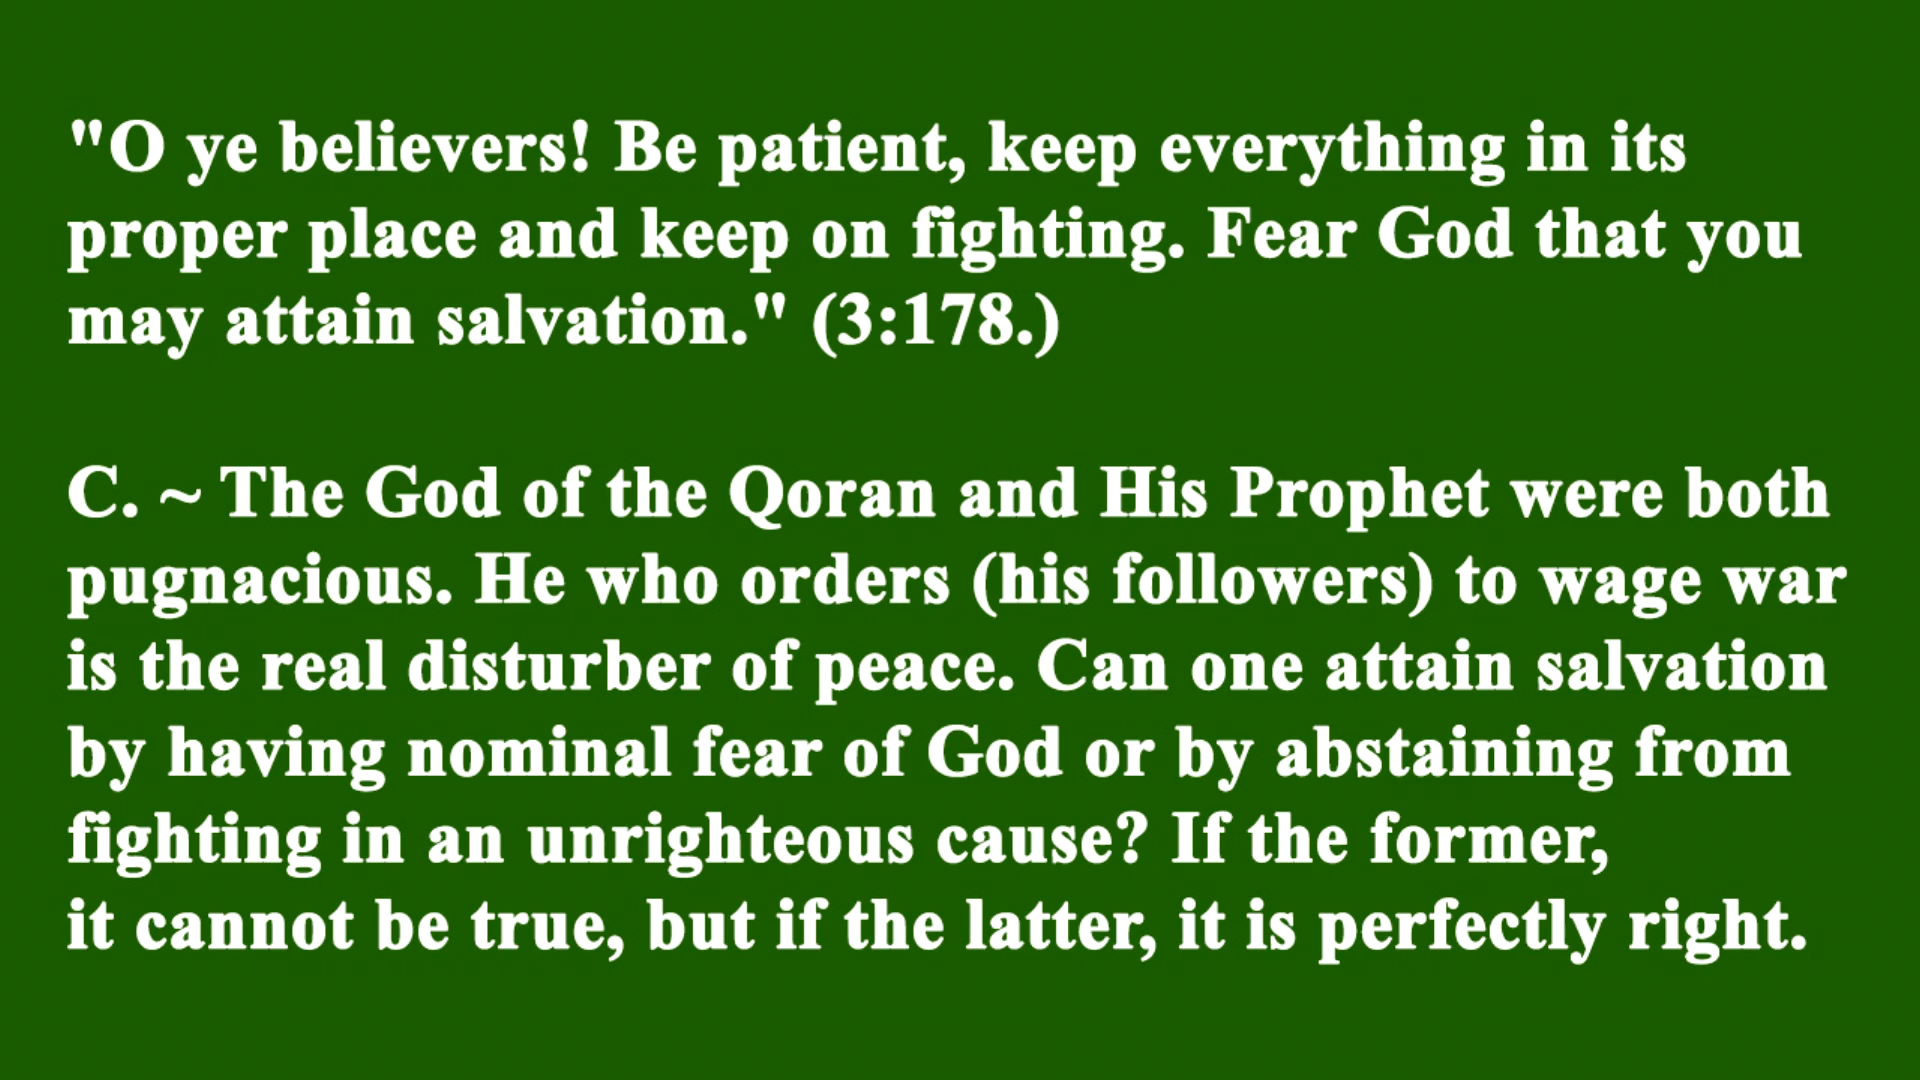 "O ye believers! Be patient, keep everything in its
proper place and keep on fighting. Fear God that you
may attain salvation." (3:178.)
C. ~ The God of the Qoran and His Prophet were both
pugnacious. He who orders (his followers) to wage war
is the real disturber of peace. Can one attain salvation
by having nominal fear of God or by abstaining from
fighting in an unrighteous cause? If the former,
it cannot be true, but if the latter, it is perfectly right.